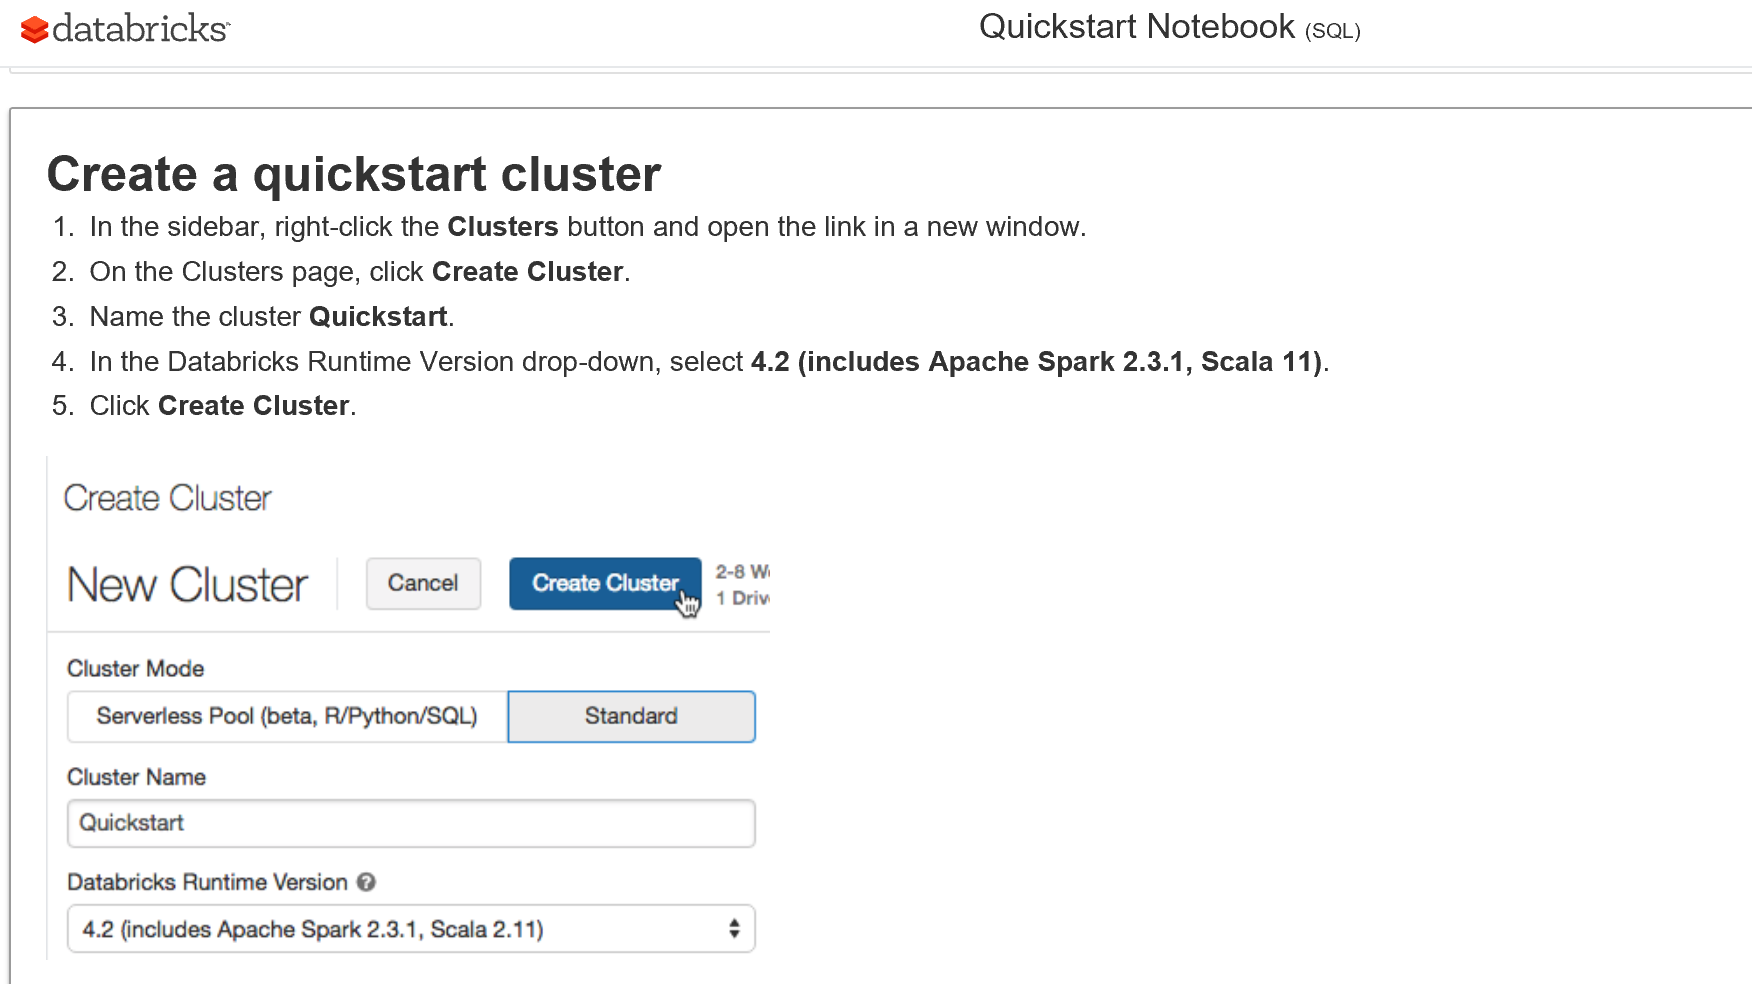 databricks
Quickstart Notebook (SQL)
Create a quickstart cluster
1. In the sidebar, right-click the Clusters button and open the link in a new window.
2. On the Clusters page, click Create Cluster.
3. Name the cluster Quickstart.
4. In the Databricks Runtime Version drop-down, select 4.2 (includes Apache Spark 2.3.1, Scala 11).
5. Click Create Cluster.
Create Cluster
New Cluster
Cancel
Create Cluster
2-8
1
Cluster Mode
Serverless Pool (beta, R/Python/SQL)
Standard
Cluster Name
Quickstart
Databricks Runtime Version
4.2 (includes Apache Spark 2.3.1, Scala 2.11)